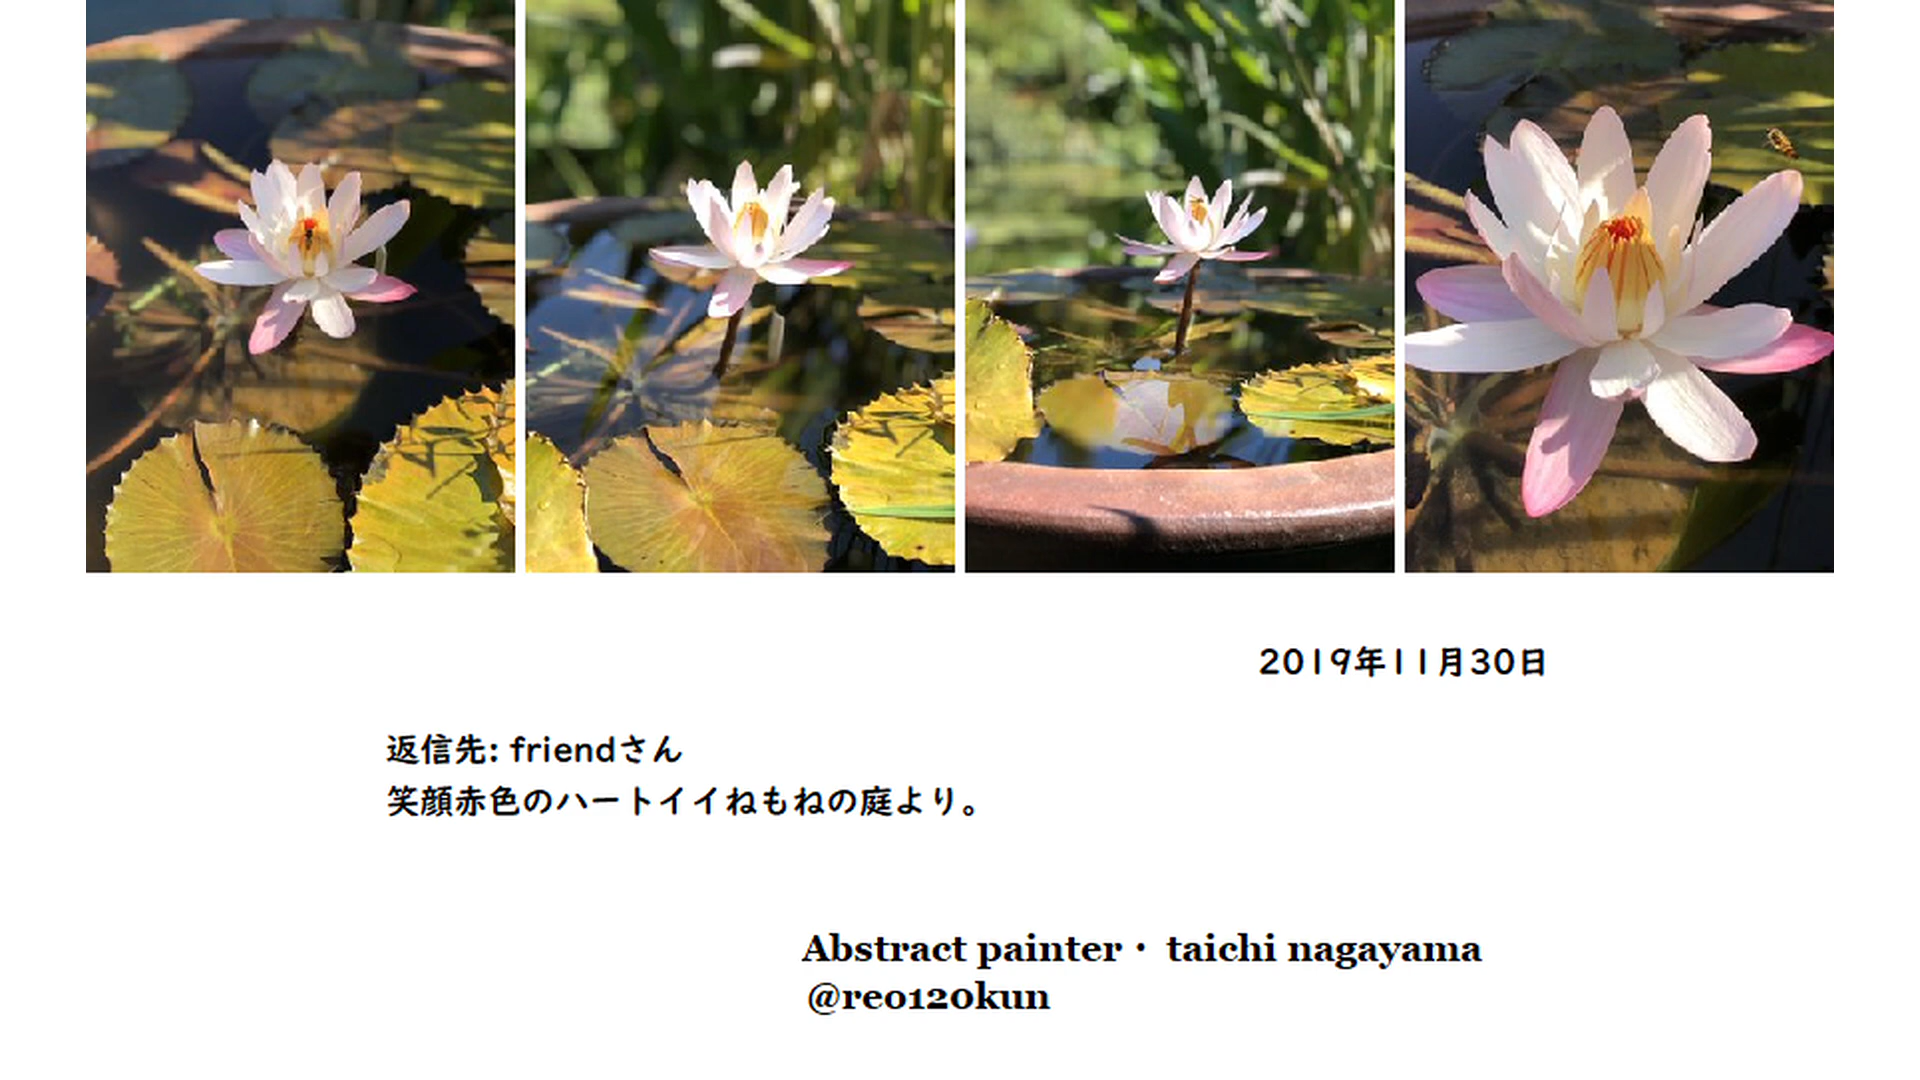 2019年11月30日
返信先: friendさん
笑顔赤色のハートイイねもねの庭より。
Abstract painter・ taichi nagayama
@reo120kun